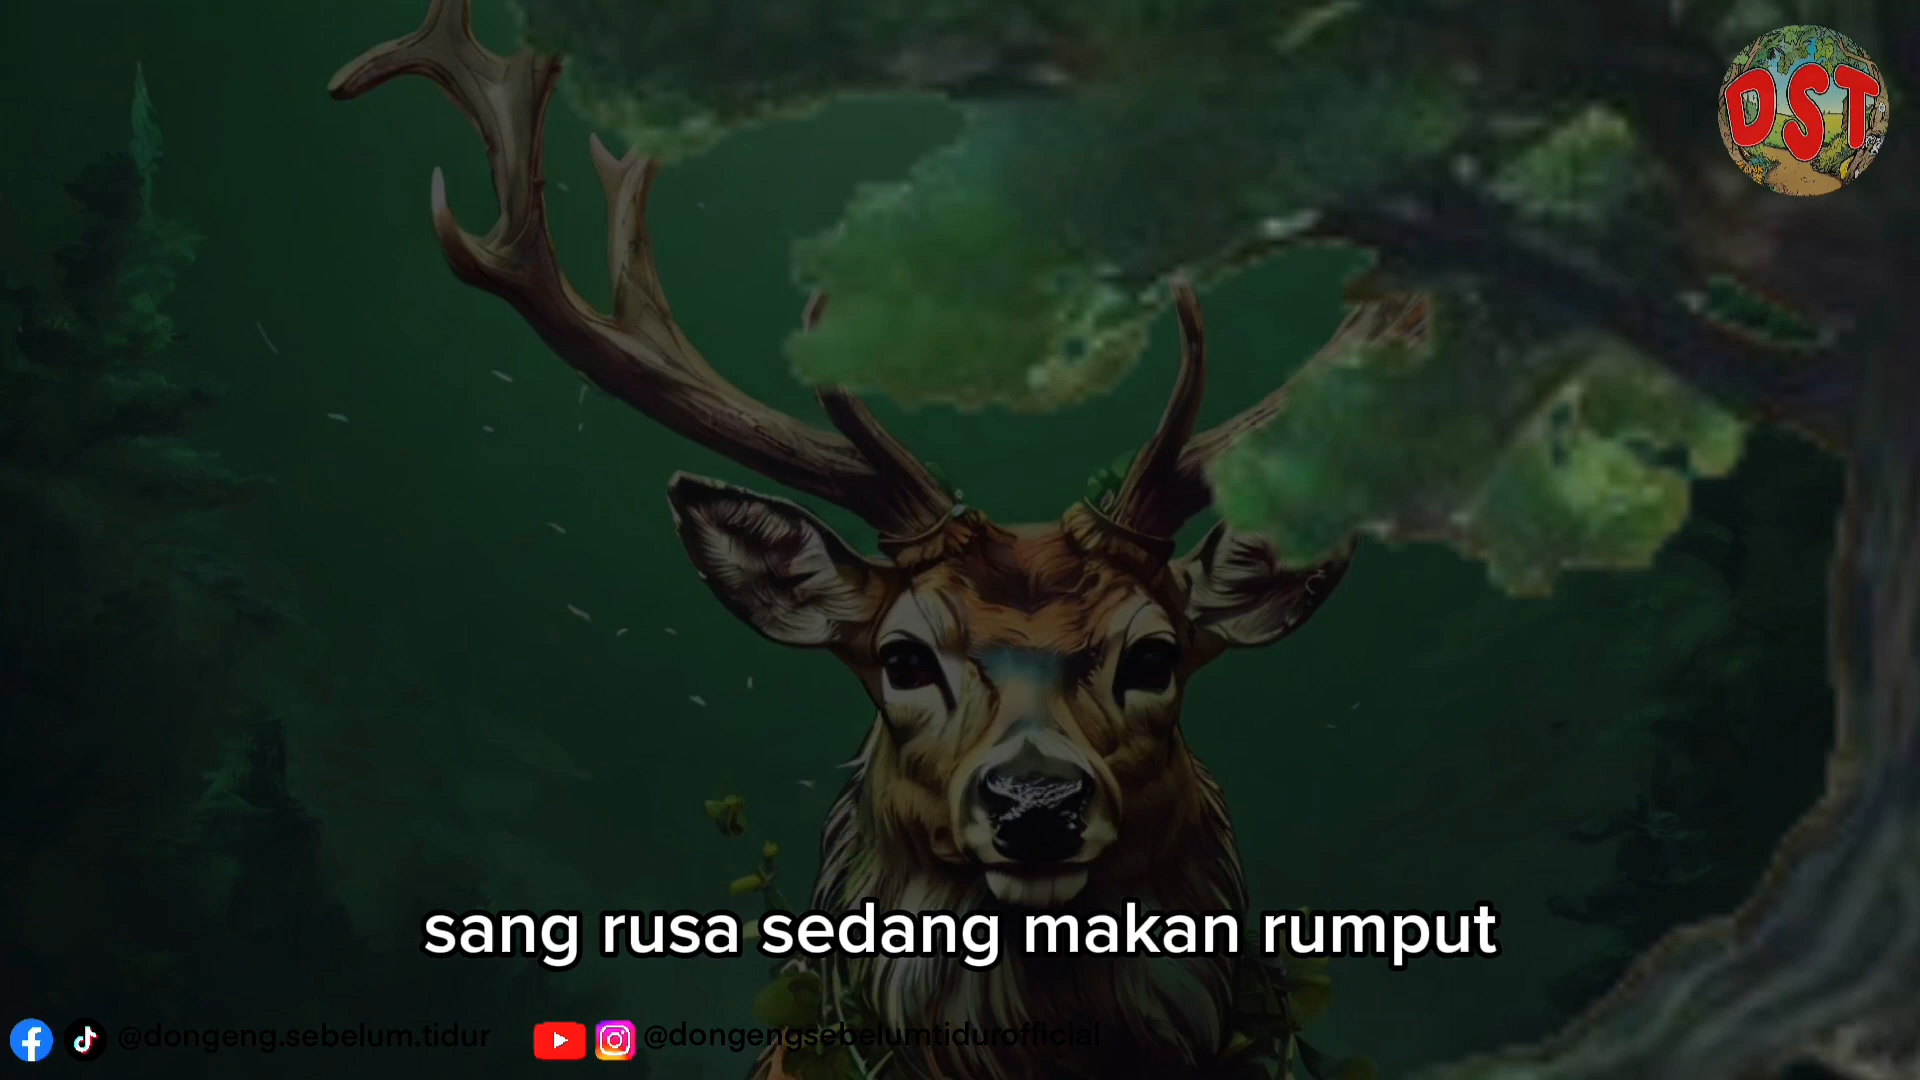 DST
sang rusa sedang makan rumput
@dongeng.sebelum.tidur
@dongengsebelumtidurofficial